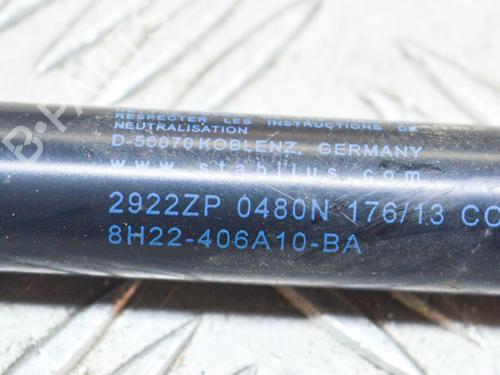 RESPECTER LES INSTRUCTIONS DE
NEUTRALISATION
D-56070 KOBLENZ, GERMANY
www.stabilus.com
2922ZP 0480N 176/13 CC
8H22-406A10-BA
B-PARTS